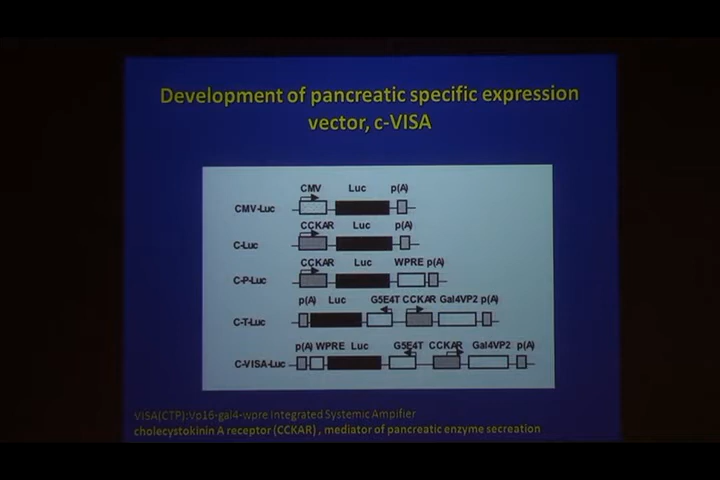 Development of pancreatic specific expression
vector, c-VISA
CMV Luc p(A)
CMV-Luc
CCKAR Luc p(A)
C-Luc
CCKAR Luc WPRE p(A)
C-P-Luc
p(A) Luc G5E4T CCKAR Gal4VP2 p(A)
C-T-Luc
p(A) WPRE Luc G5E4T CCKAR Gal4VP2 p(A)
C-VISA-Luc
VISA(CTP):Vp16-gal4-wpre Integrated Systemic Ampifier
cholecystokinin A receptor (CCKAR) , mediator of pancreatic enzyme secreation